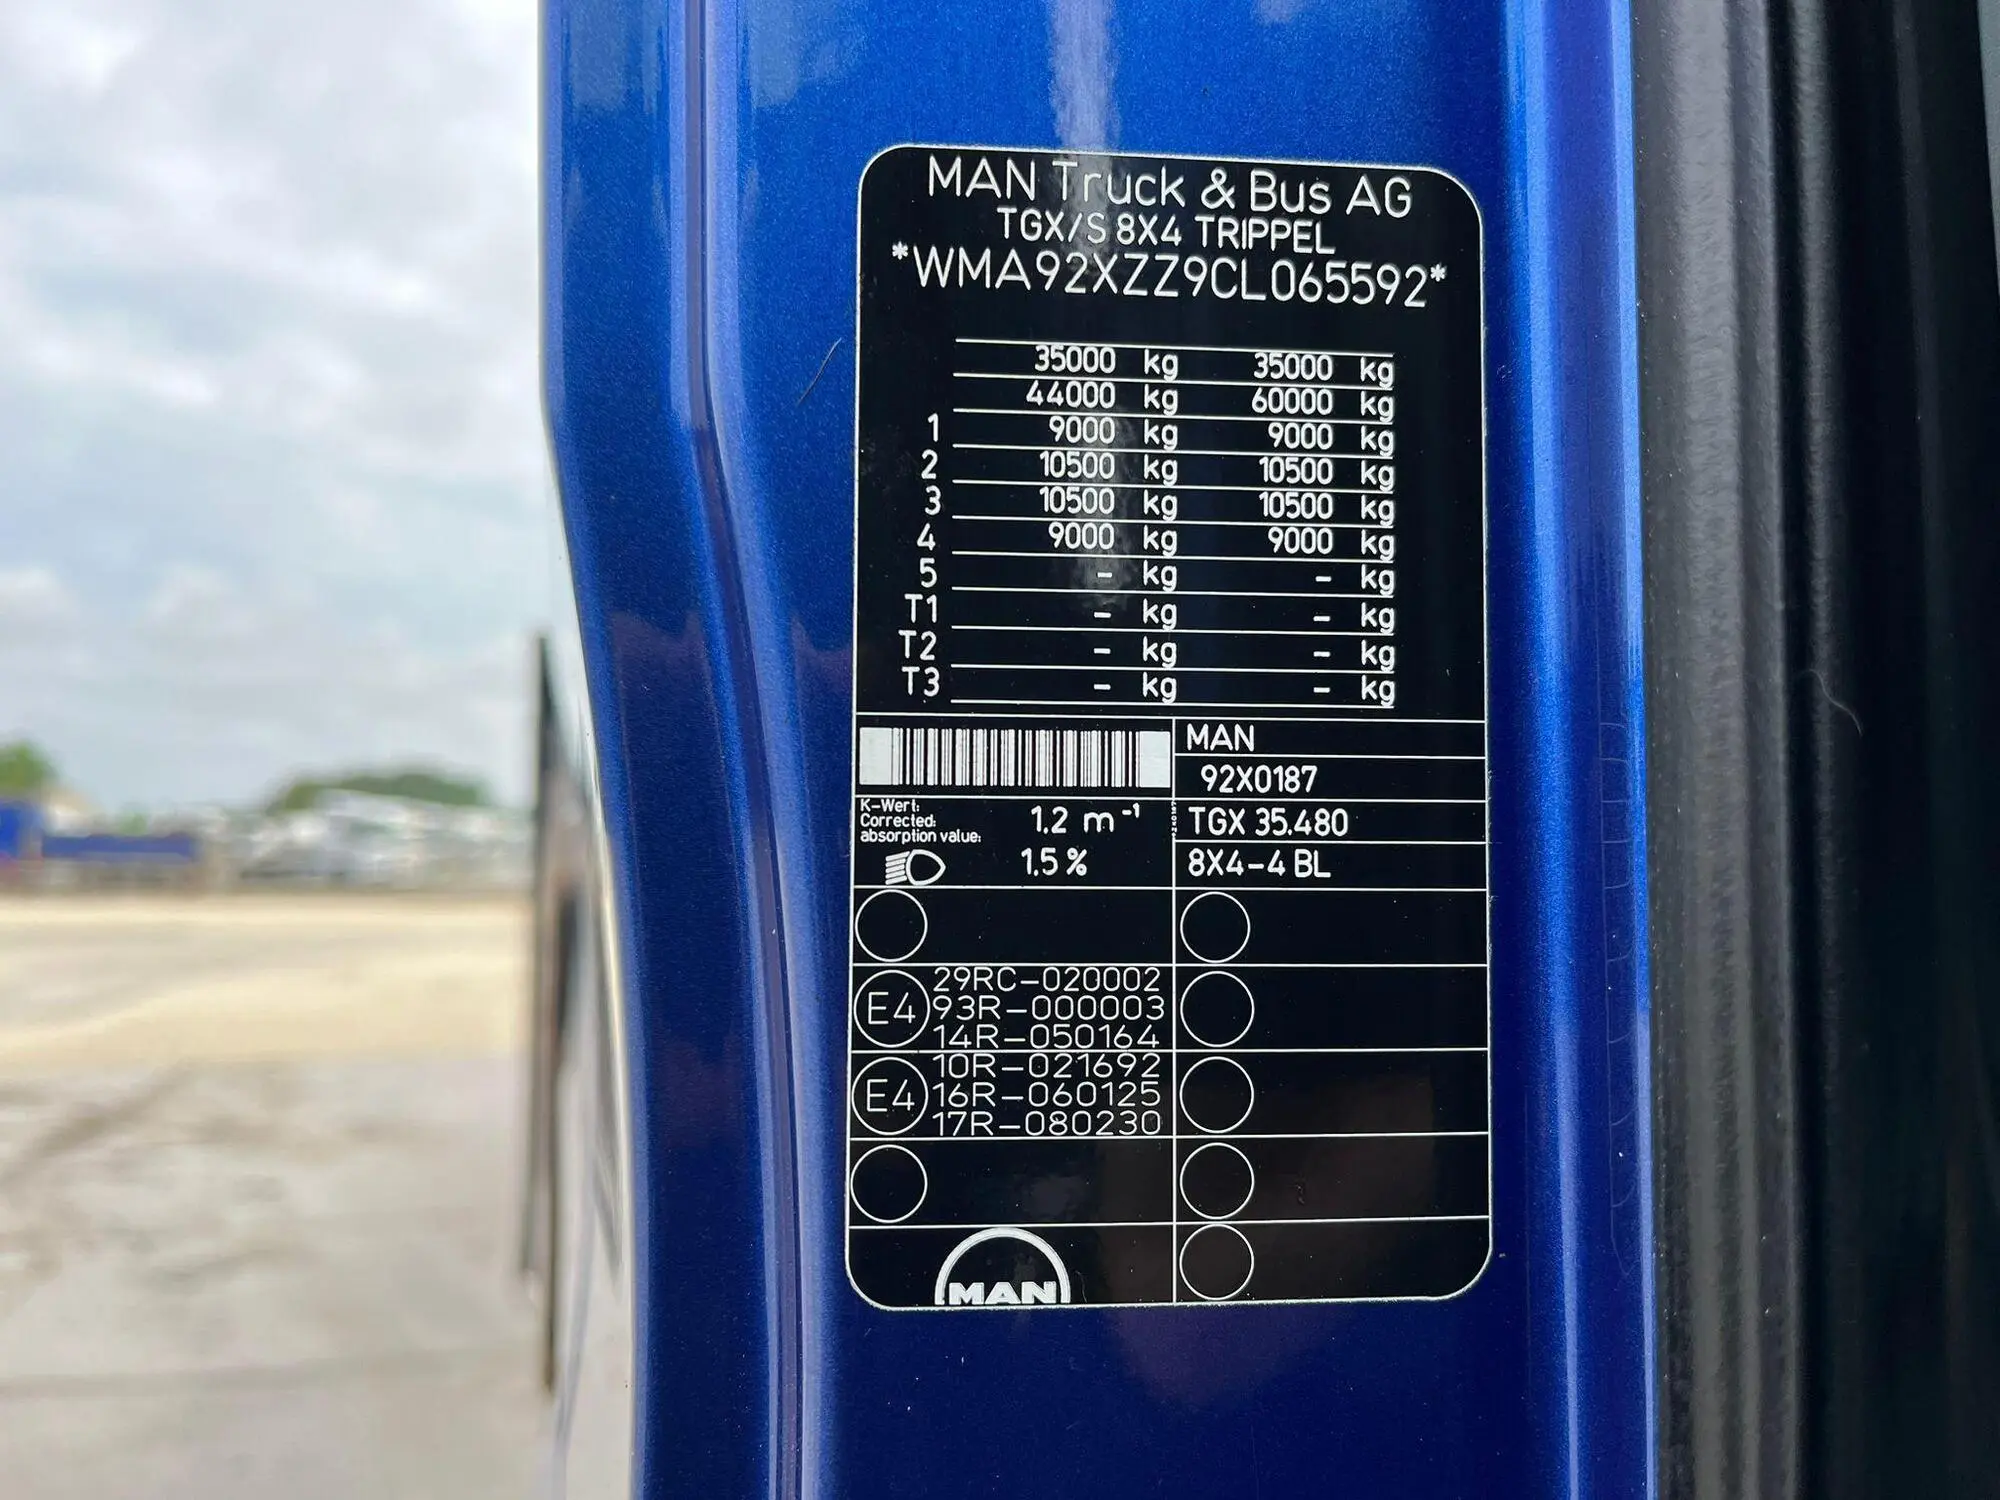 MAN Truck & Bus AG
TGX/S 8X4 TRIPPEL
*WMA92XZZ9CL065592*
35000 kg 35000 kg
44000 kg 60000 kg
1 9000 kg 9000 kg
2 10500 kg 10500 kg
3 10500 kg 10500 kg
4 9000 kg 9000 kg
5 - kg - kg
T1 - kg - kg
T2 - kg - kg
T3 - kg - kg
MAN
92X0187
K-Wert:
Corrected:
absorption value:
1.2 m⁻¹
TGX 35.480
1.5 %
8X4-4 BL
E4
29RC-020002
93R-000003
14R-050164
E4
10R-021692
16R-060125
17R-080230
MAN